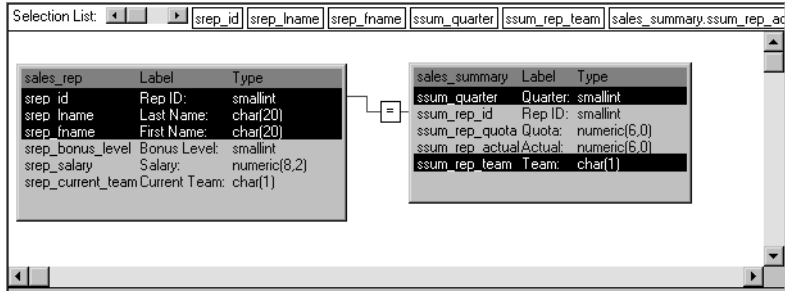 Selection List: srep_id srep_lname srep_fname ssum_quarter ssum_rep_team sales_summary.ssum_rep_ac
sales_rep Label Type
srep_id Rep ID: smallint
srep_lname Last Name: char(20)
srep_fname First Name: char(20)
srep_bonus_level Bonus Level: smallint
srep_salary Salary: numeric(8,2)
srep_current_team Current Team: char(1)
=
sales_summary Label Type
ssum_quarter Quarter: smallint
ssum_rep_id Rep ID: smallint
ssum_rep_quota Quota: numeric(6,0)
ssum_rep_actual Actual: numeric(6,0)
ssum_rep_team Team: char(1)